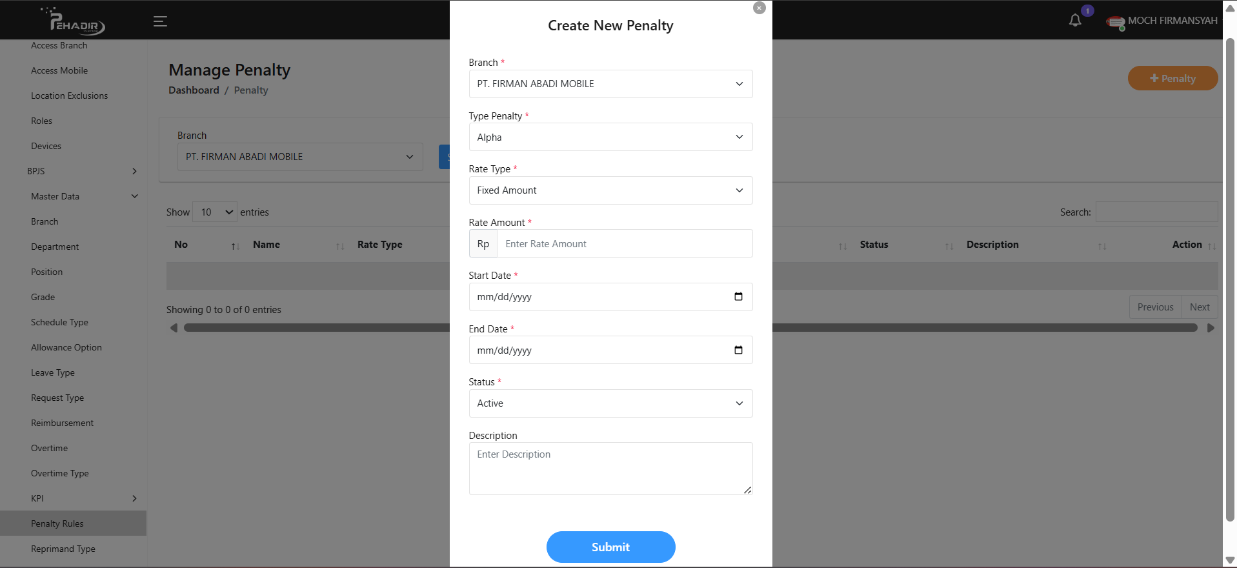 PEHADIR
1
MOCH FIRMANSYAH
Access Branch
Access Mobile
Location Exclusions
Roles
Devices
BPJS
Master Data
Branch
Department
Position
Grade
Schedule Type
Allowance Option
Leave Type
Request Type
Reimbursement
Overtime
Overtime Type
KPI
Penalty Rules
Reprimand Type
Manage Penalty
Dashboard / Penalty
+ Penalty
Branch
PT. FIRMAN ABADI MOBILE
Show 10 entries
Search:
No Name Rate Type Status Description Action
Showing 0 to 0 of 0 entries
Previous Next
Create New Penalty
Branch *
PT. FIRMAN ABADI MOBILE
Type Penalty *
Alpha
Rate Type *
Fixed Amount
Rate Amount *
Rp Enter Rate Amount
Start Date *
mm/dd/yyyy
End Date *
mm/dd/yyyy
Status *
Active
Description
Enter Description
Submit